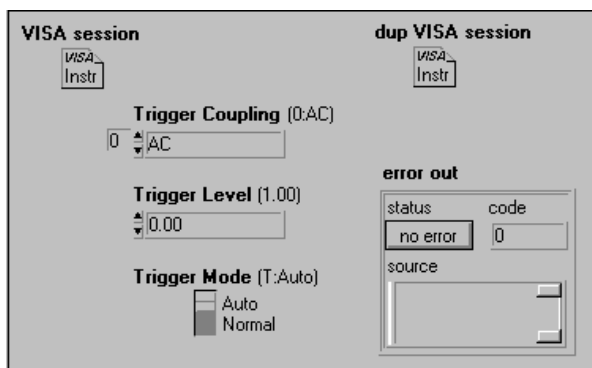 VISA session
VISA
Instr
dup VISA session
VISA
Instr
Trigger Coupling (0:AC)
0 AC
Trigger Level (1.00)
0.00
Trigger Mode (T:Auto)
Auto
Normal
error out
status code
no error 0
source